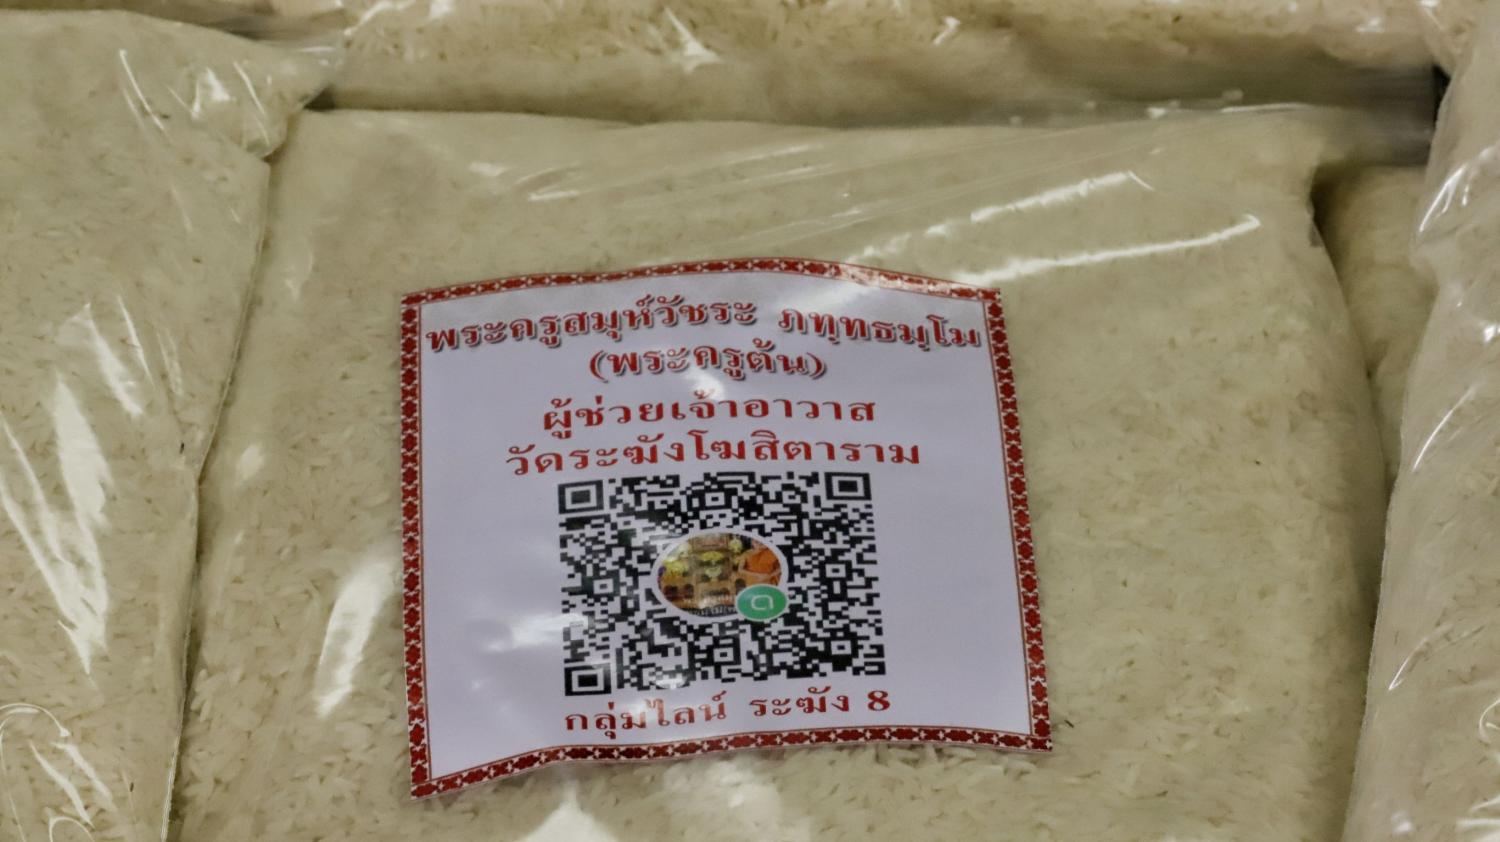 พระครูสมุห์วัชระ ภทฺทธมฺโม
(พระครูต้น)
ผู้ช่วยเจ้าอาวาส
วัดระฆังโฆสิตาราม
กลุ่มไลน์ ระฆัง 8